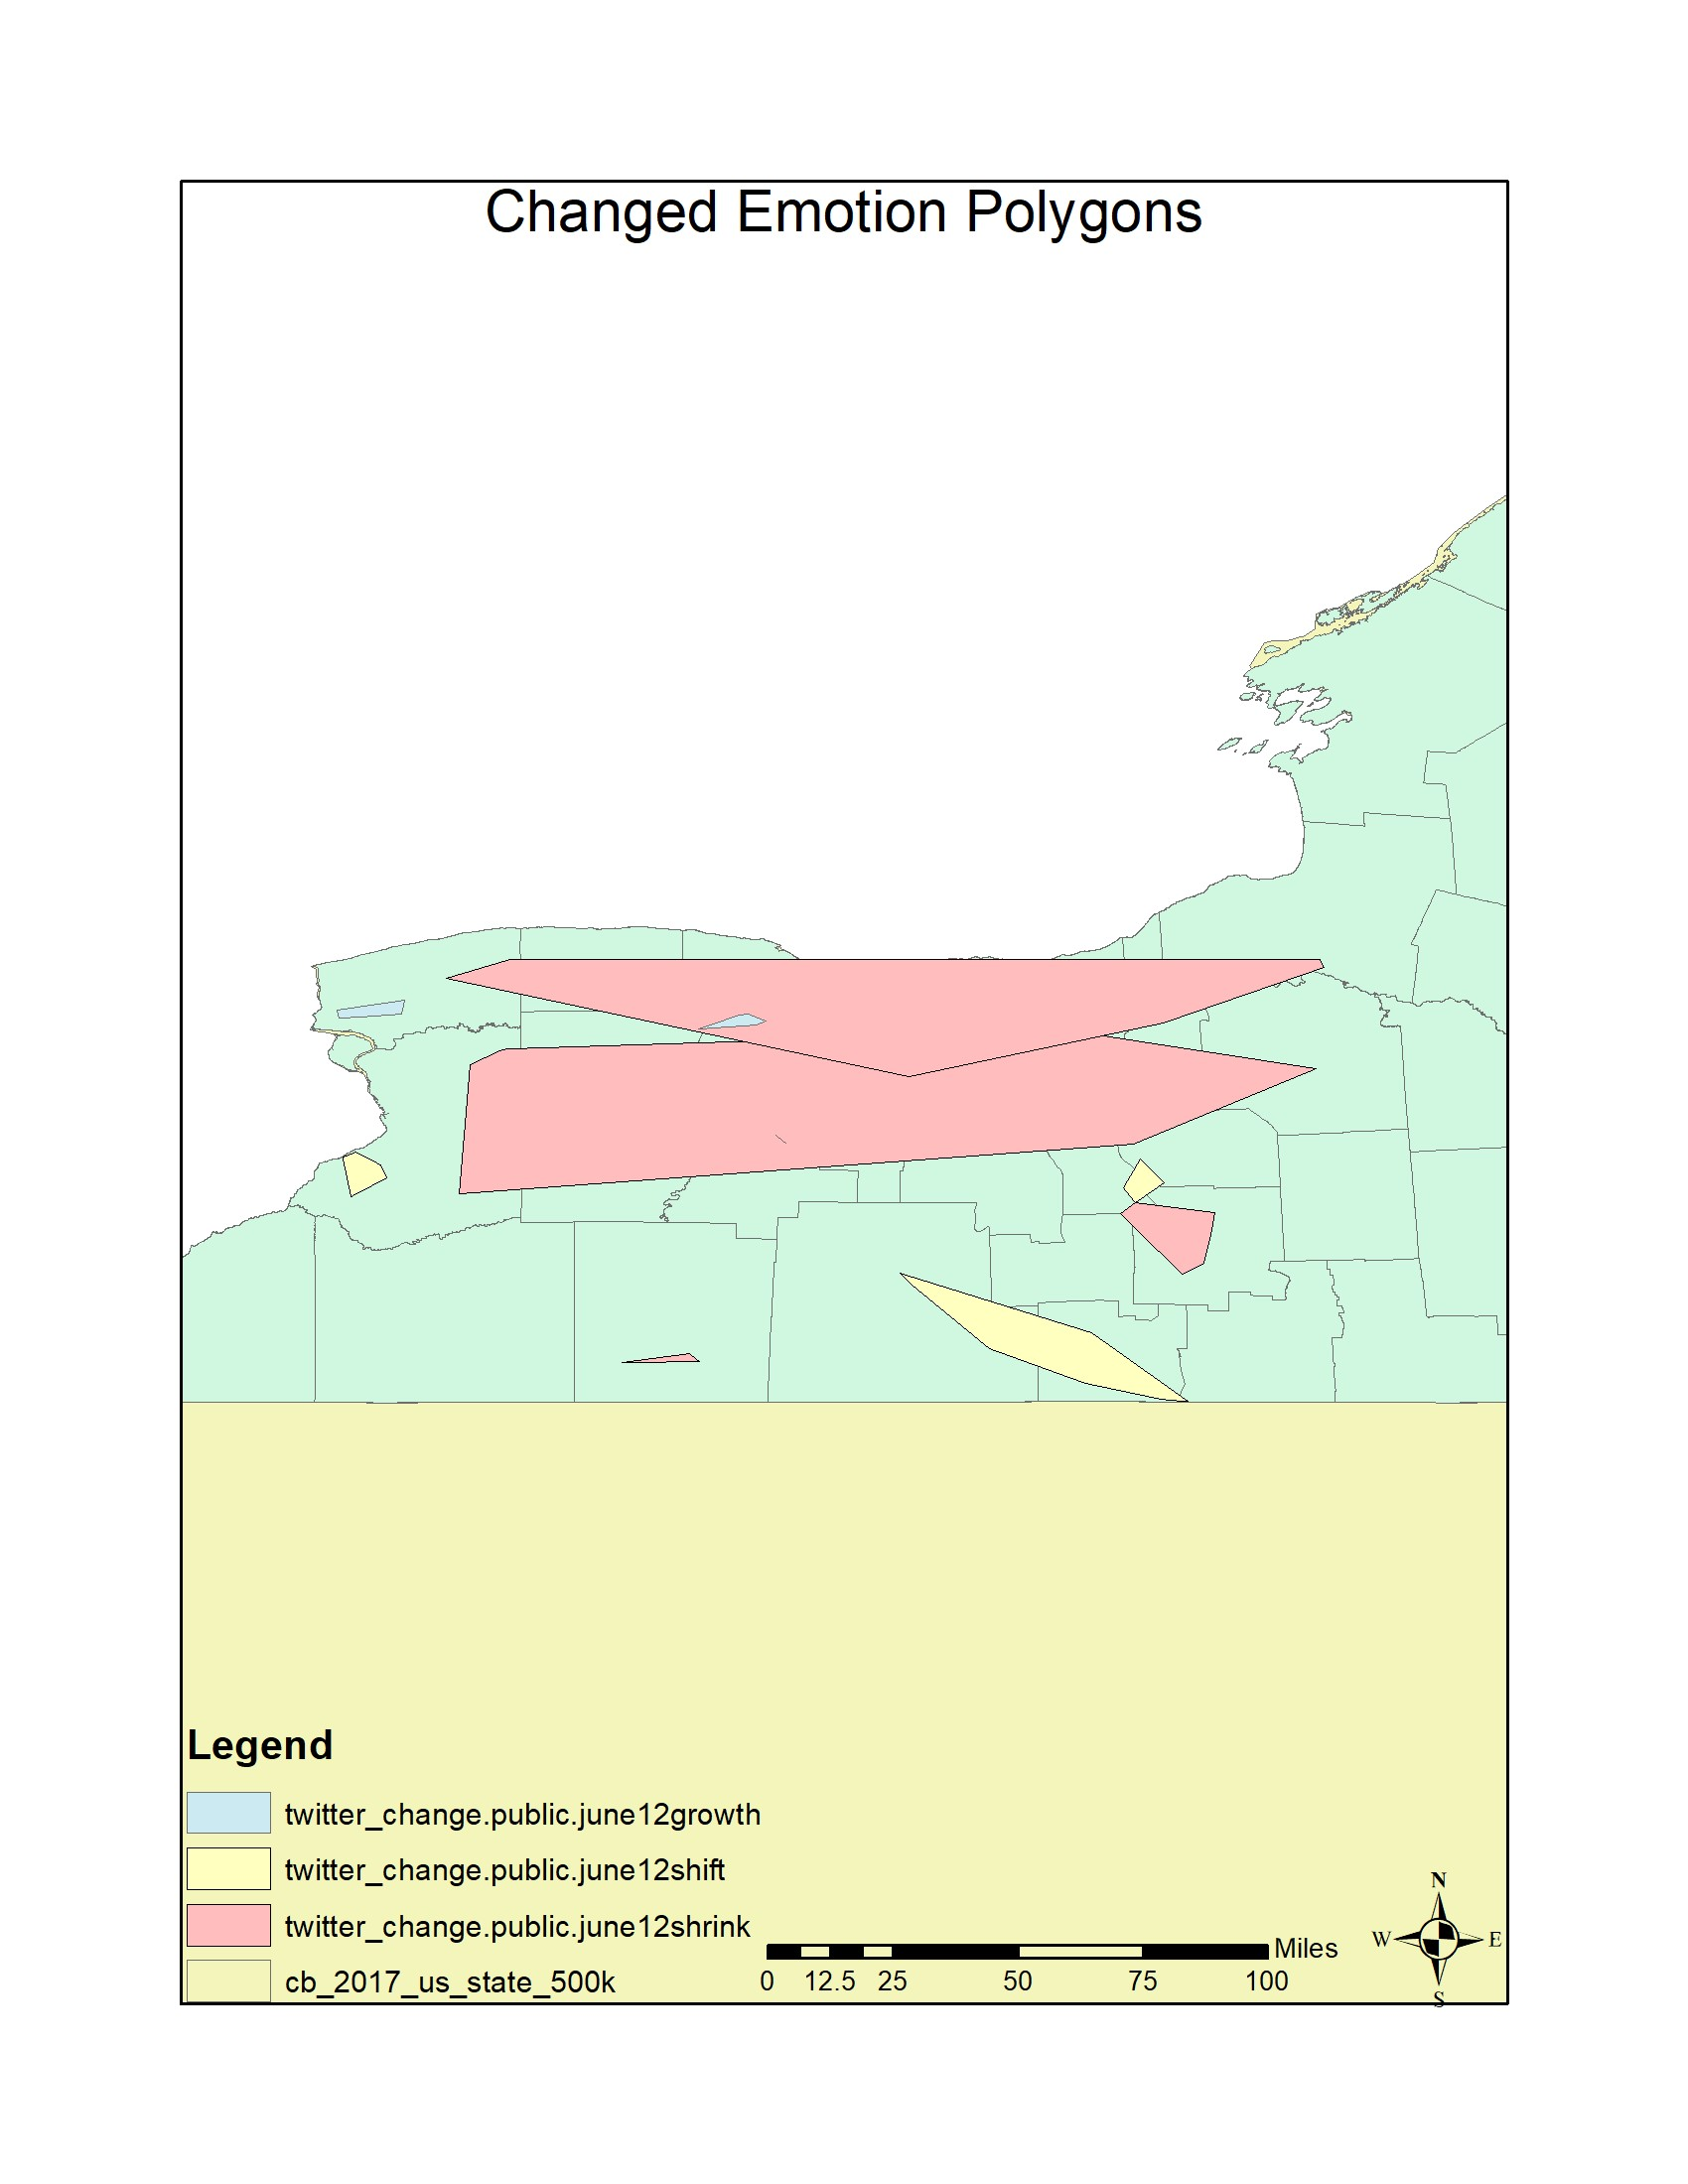 Changed Emotion Polygons
Legend
twitter_change.public.june12growth
twitter_change.public.june12shift
twitter_change.public.june12shrink
cb_2017_us_state_500k
Miles
0 12.5 25 50 75 100
N
W E
S